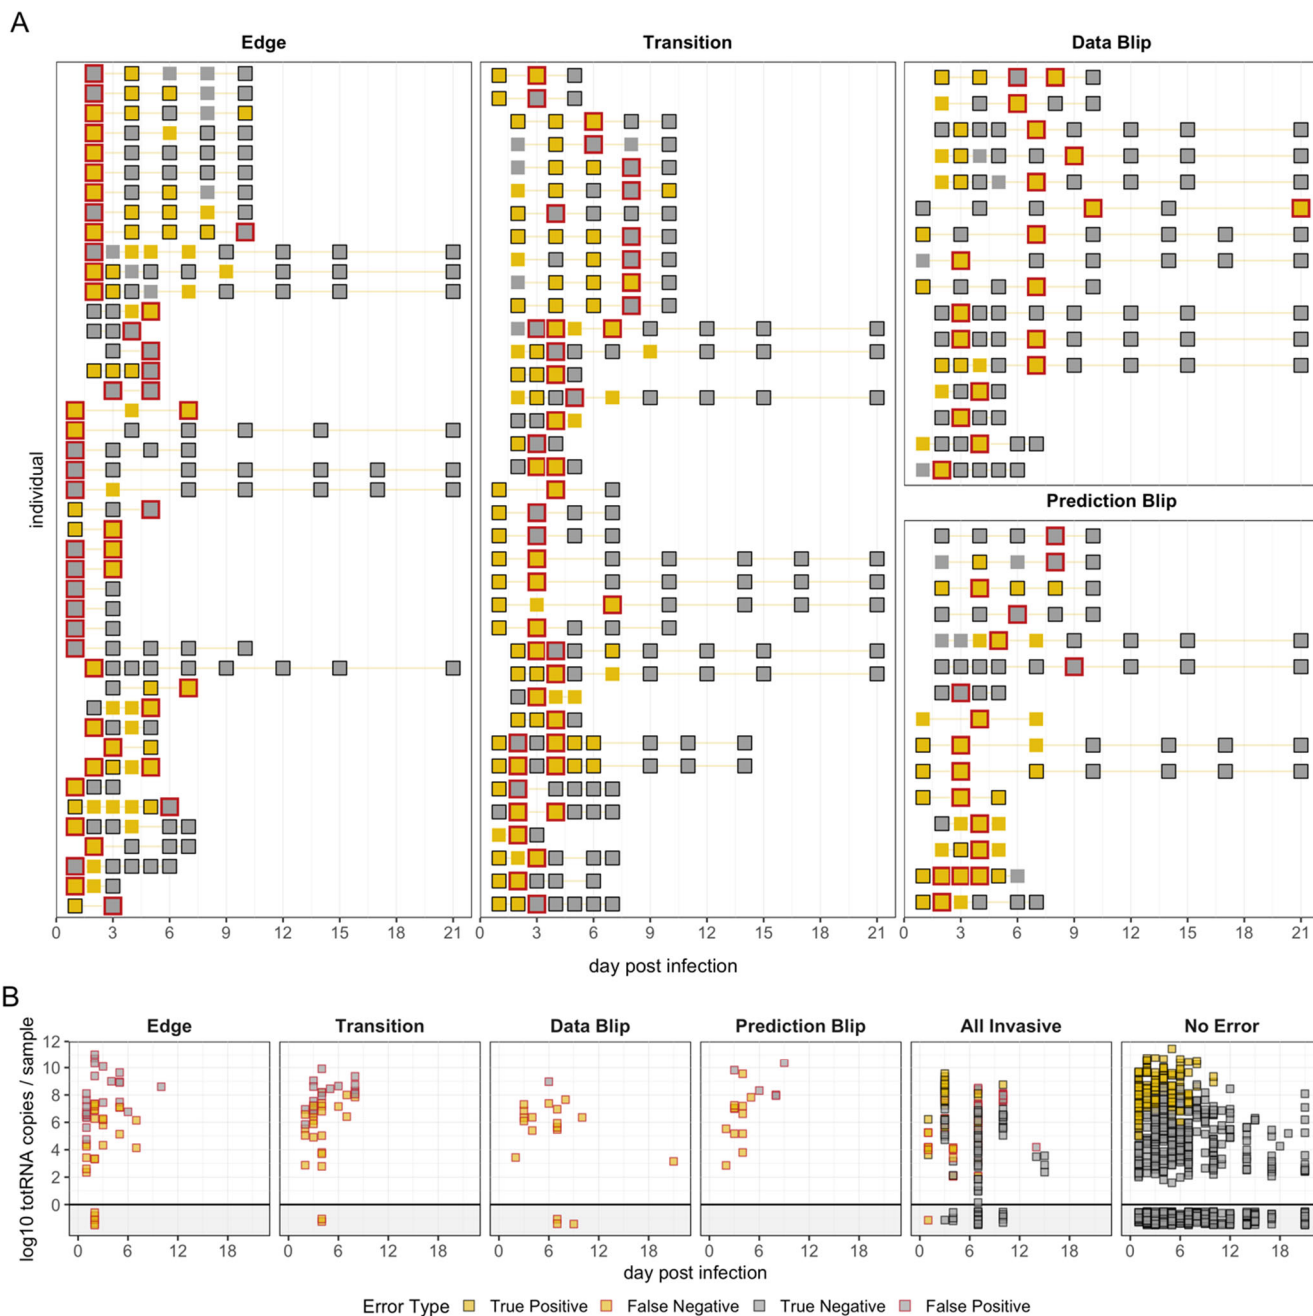 A
Edge
Transition
Data Blip
Prediction Blip
individual
0 3 6 9 12 15 18 21
0 3 6 9 12 15 18 21
0 3 6 9 12 15 18 21
day post infection
B
Edge
Transition
Data Blip
Prediction Blip
All Invasive
No Error
log10 totRNA copies / sample
12
10
8
6
4
2
0
0 6 12 18
0 6 12 18
0 6 12 18
0 6 12 18
0 6 12 18
0 6 12 18
day post infection
Error Type True Positive False Negative True Negative False Positive